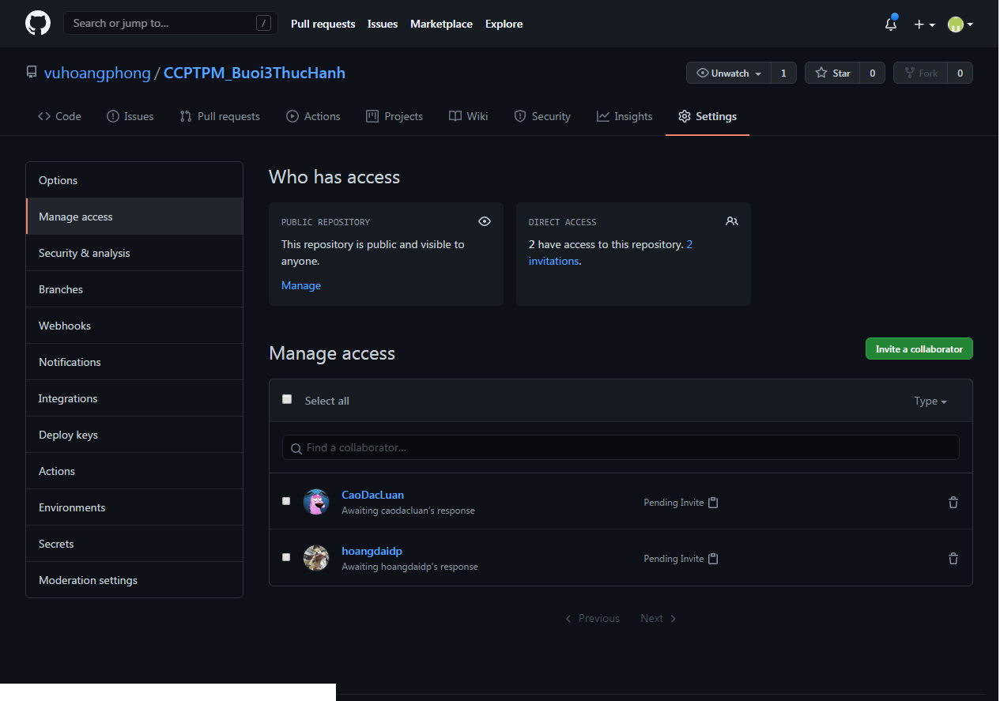 Search or jump to... /
Pull requests Issues Marketplace Explore
vuhoangphong / CCPTPM_Buoi3ThucHanh
Unwatch 1 Star 0 Fork 0
Code Issues Pull requests Actions Projects Wiki Security Insights Settings
Options
Manage access
Security & analysis
Branches
Webhooks
Notifications
Integrations
Deploy keys
Actions
Environments
Secrets
Moderation settings
Who has access
PUBLIC REPOSITORY
This repository is public and visible to
anyone.
Manage
DIRECT ACCESS
2 have access to this repository. 2
invitations.
Manage access
Invite a collaborator
Select all
Type
Find a collaborator...
CaoDacLuan
Awaiting caodacluan's response
Pending Invite
hoangdaidp
Awaiting hoangdaidp's response
Pending Invite
Previous Next